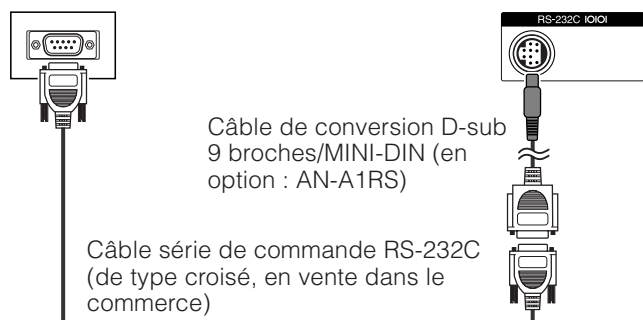 RS-232C IOIOI
Câble de conversion D-sub
9 broches/MINI-DIN (en
option : AN-A1RS)
Câble série de commande RS-232C
(de type croisé, en vente dans le
commerce)